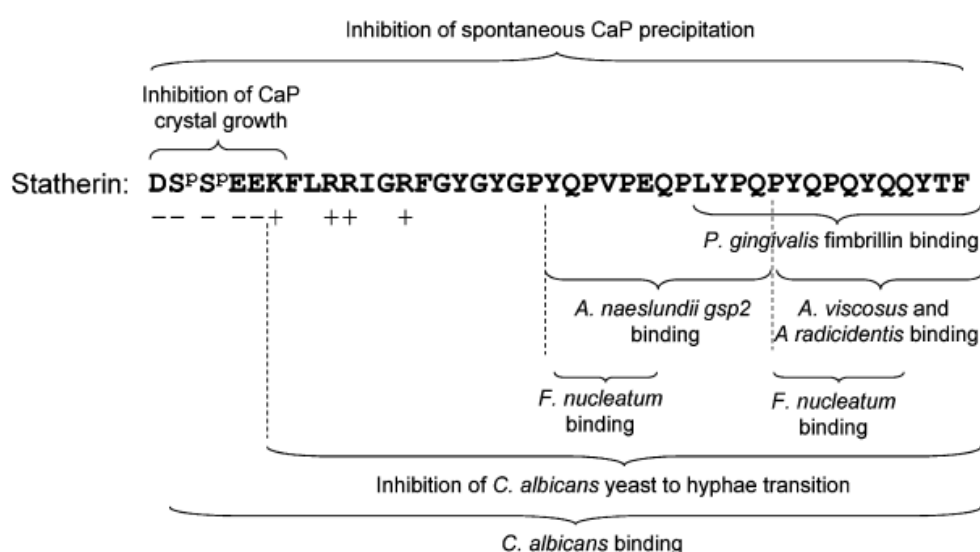 Inhibition of spontaneous CaP precipitation
Inhibition of CaP
crystal growth
Statherin: DSᵖSᵖEEKFLRRIGRFGYGYGPYQPVPEQPLYPQPYQPQYQQYTF
−− − −−+ ++ +
P. gingivalis fimbrillin binding
A. naeslundii gsp2
binding
A. viscosus and
A radicidentis binding
F. nucleatum
binding
F. nucleatum
binding
Inhibition of C. albicans yeast to hyphae transition
C. albicans binding